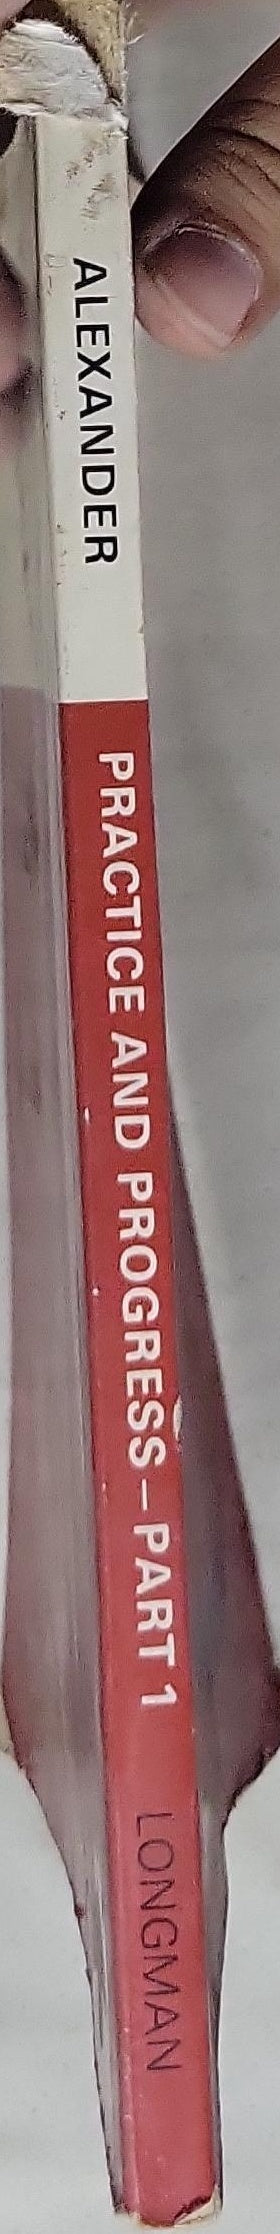 ALEXANDER
PRACTICE AND PROGRESS – PART 1
LONGMAN